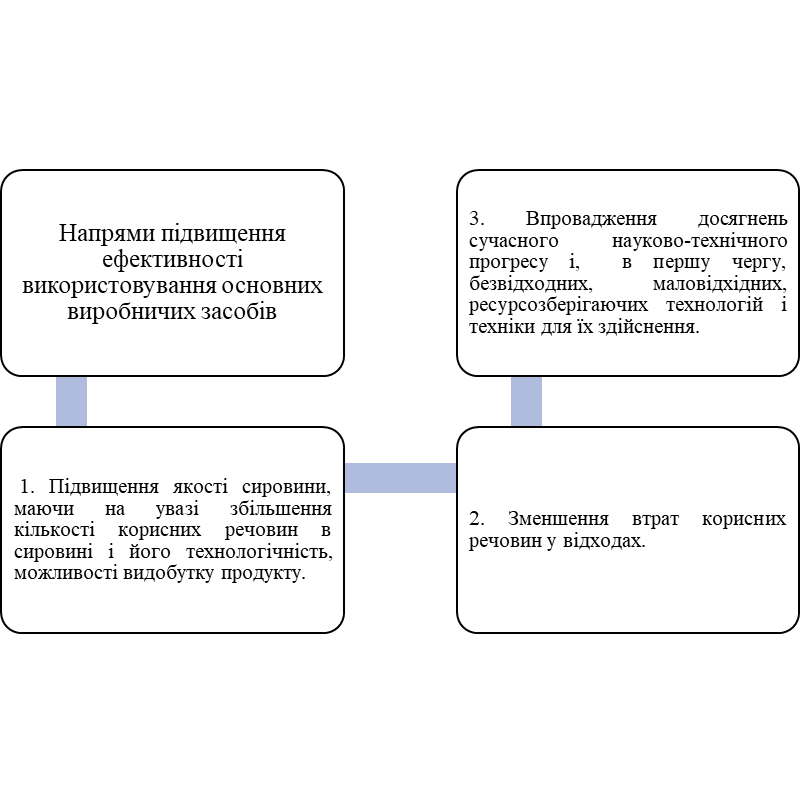 Напрями підвищення
ефективності
використовування основних
виробничих засобів
1. Підвищення якості сировини,
маючи на увазі збільшення
кількості корисних речовин в
сировині і його технологічність,
можливості видобутку продукту.
2. Зменшення втрат корисних
речовин у відходах.
3. Впровадження досягнень
сучасного науково-технічного
прогресу і, в першу чергу,
безвідходних, маловідхідних,
ресурсозберігаючих технологій і
техніки для їх здійснення.